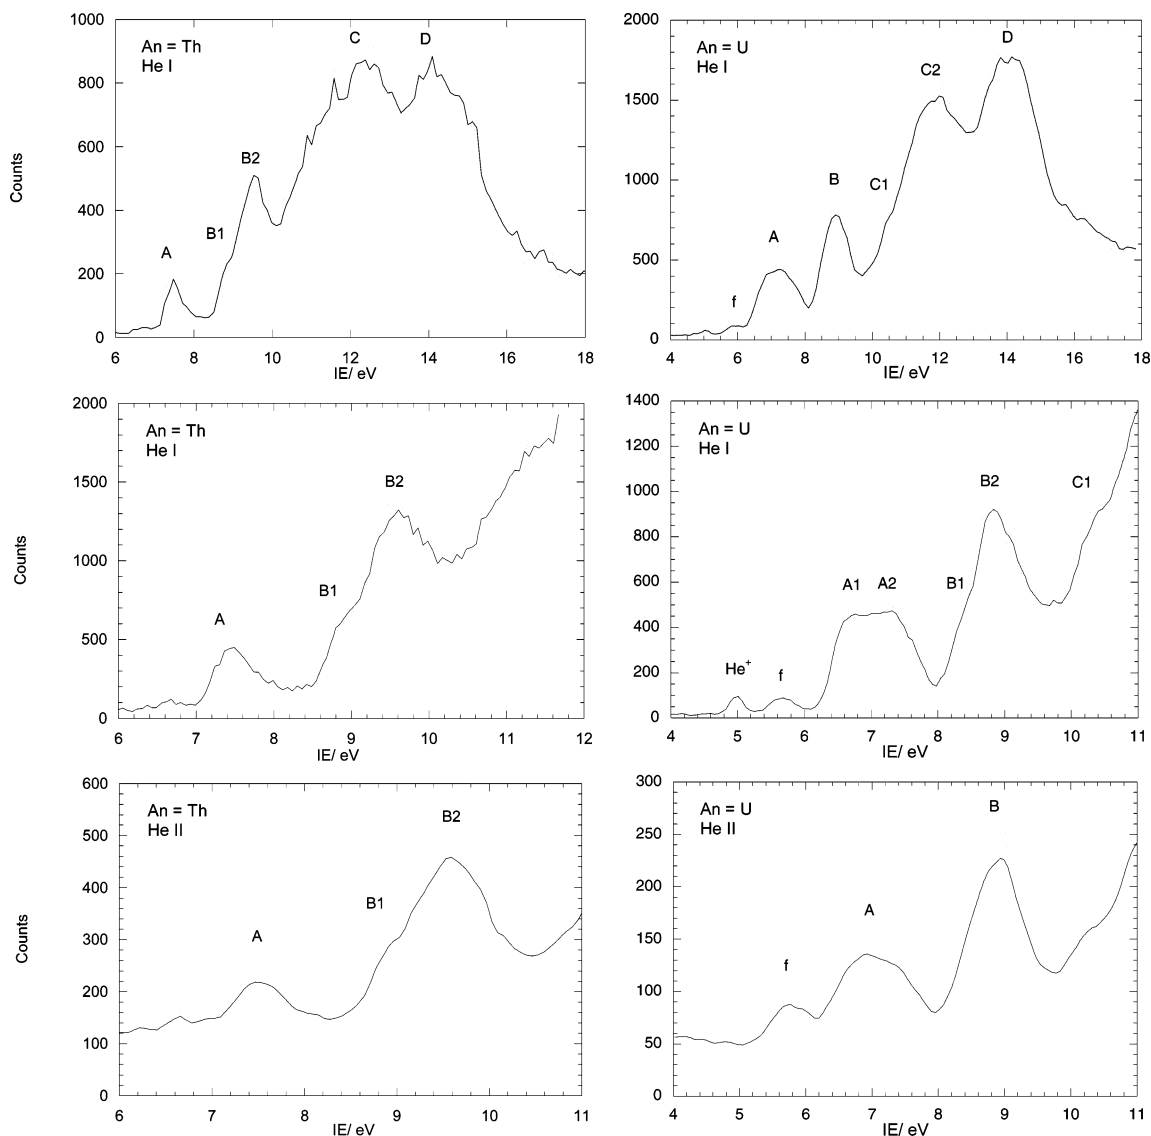 1000
800
600
400
200
0
Counts
An = Th
He I
A
B1
B2
C
D
6 8 10 12 14 16 18
IE/ eV
2000
1500
1000
500
0
An = U
He I
f
A
B
C1
C2
D
4 6 8 10 12 14 16 18
IE/ eV
2000
1500
1000
500
0
Counts
An = Th
He I
A
B1
B2
6 7 8 9 10 11 12
IE/ eV
1400
1200
1000
800
600
400
200
0
An = U
He I
He+
f
A1 A2
B1
B2
C1
4 5 6 7 8 9 10 11
IE/ eV
600
500
400
300
200
100
0
Counts
An = Th
He II
A
B1
B2
6 7 8 9 10 11
IE/ eV
300
250
200
150
100
50
0
An = U
He II
f
A
B
4 5 6 7 8 9 10 11
IE/ eV